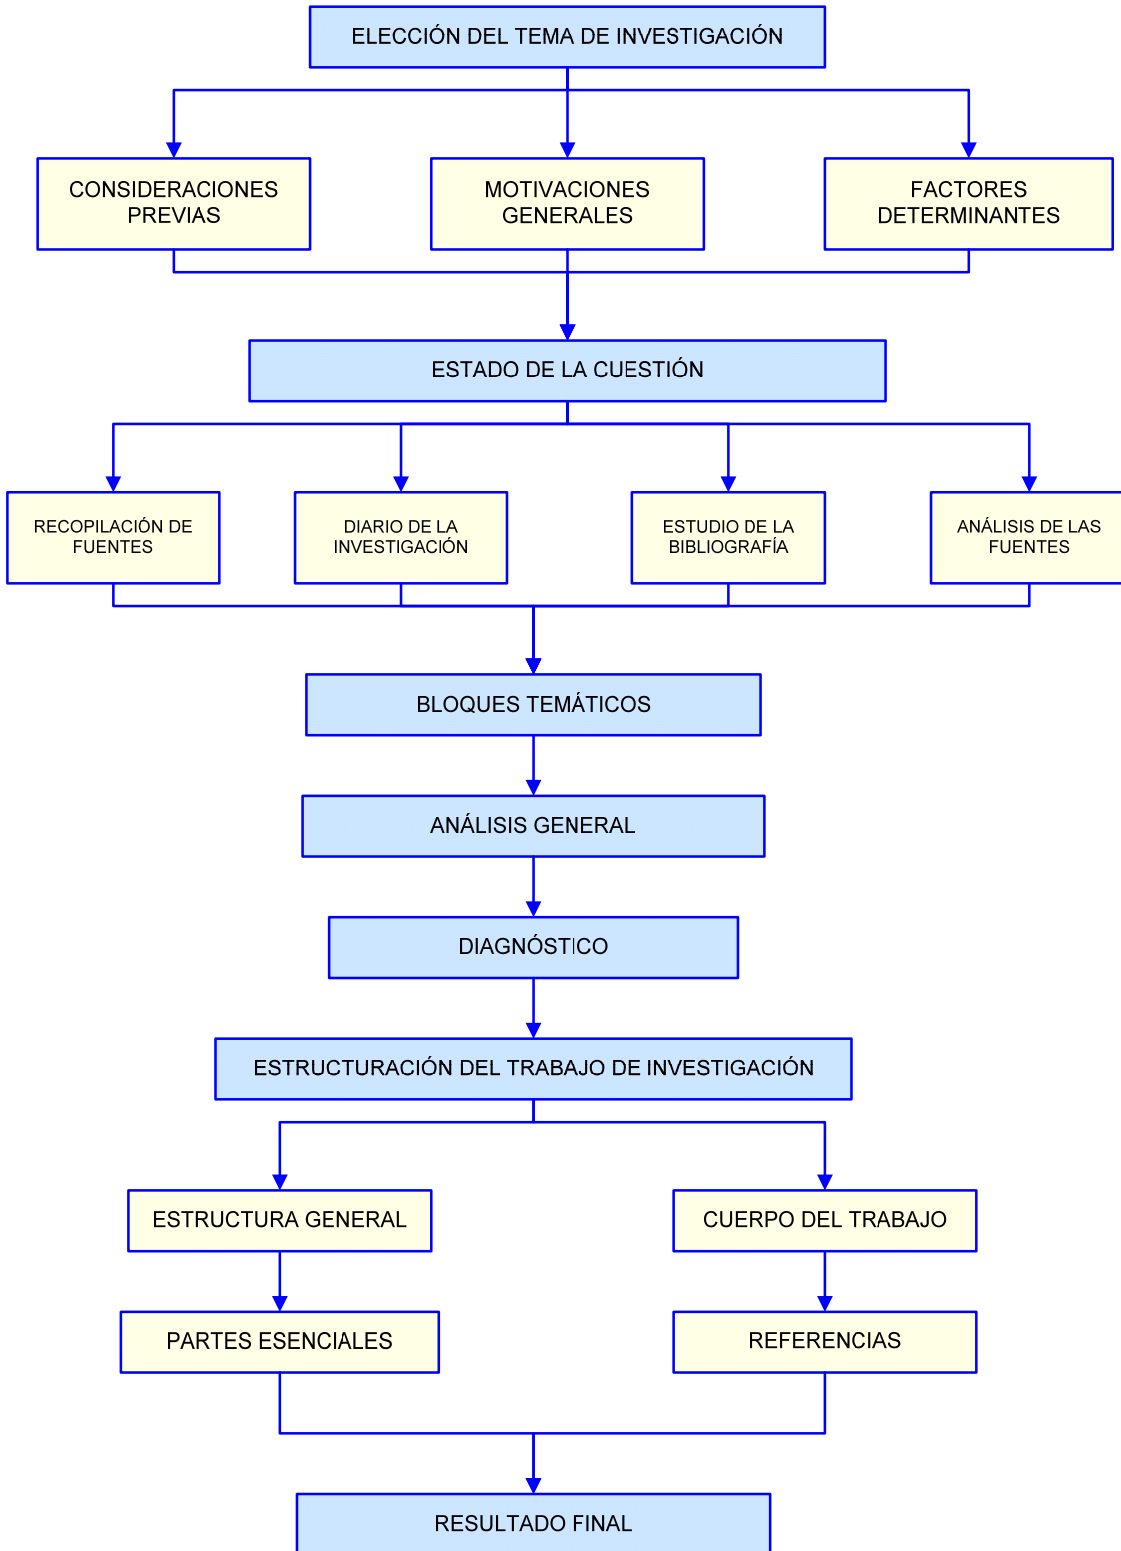 ELECCIÓN DEL TEMA DE INVESTIGACIÓN
CONSIDERACIONES
PREVIAS
MOTIVACIONES
GENERALES
FACTORES
DETERMINANTES
ESTADO DE LA CUESTIÓN
RECOPILACIÓN DE
FUENTES
DIARIO DE LA
INVESTIGACIÓN
ESTUDIO DE LA
BIBLIOGRAFÍA
ANÁLISIS DE LAS
FUENTES
BLOQUES TEMÁTICOS
ANÁLISIS GENERAL
DIAGNÓSTICO
ESTRUCTURACIÓN DEL TRABAJO DE INVESTIGACIÓN
ESTRUCTURA GENERAL
CUERPO DEL TRABAJO
PARTES ESENCIALES
REFERENCIAS
RESULTADO FINAL